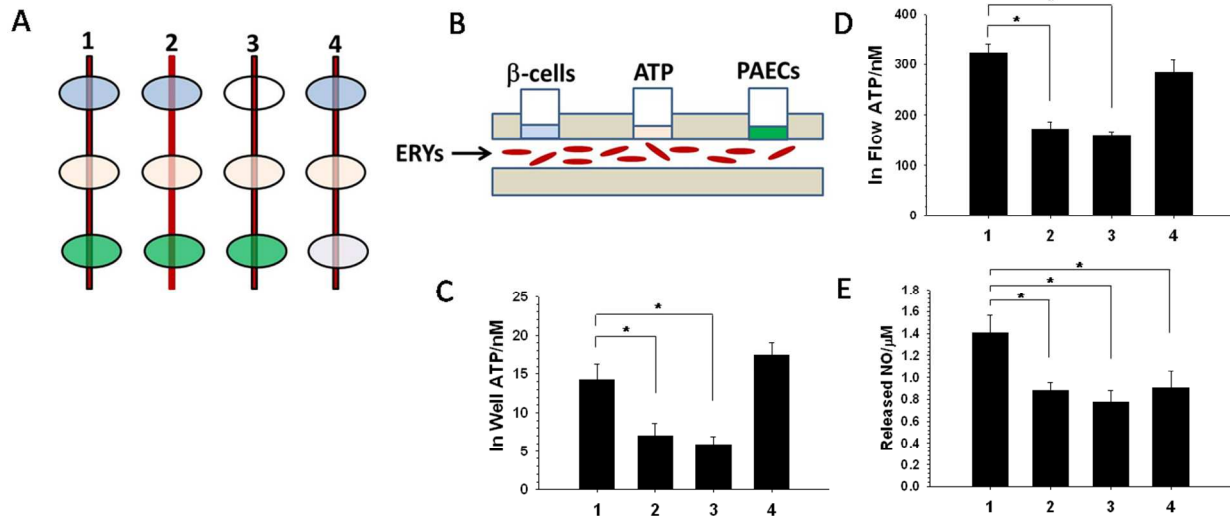 A
1 2 3 4
B
β-cells ATP PAECs
ERYs
C
In Well ATP/nM
25
20
15
10
5
0
*
*
1 2 3 4
D
In Flow ATP/nM
400
300
200
100
0
*
1 2 3 4
E
Released NO/µM
1.8
1.6
1.4
1.2
1.0
0.8
0.6
0.4
0.2
0.0
*
*
*
1 2 3 4